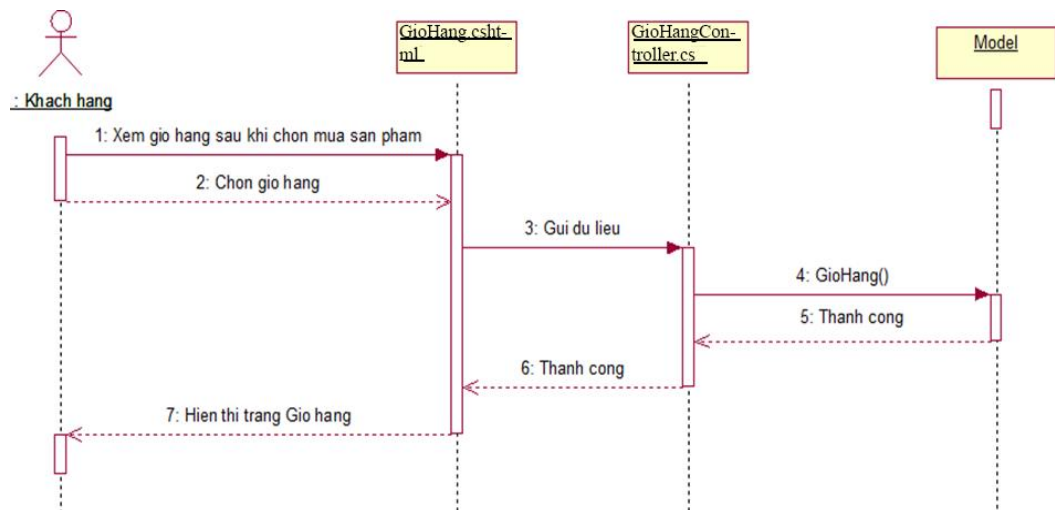 GioHang.csht-
ml
GioHangCon-
troller.cs
Model
: Khach hang
1: Xem gio hang sau khi chon mua san pham
2: Chon gio hang
3: Gui du lieu
4: GioHang()
5: Thanh cong
6: Thanh cong
7: Hien thi trang Gio hang